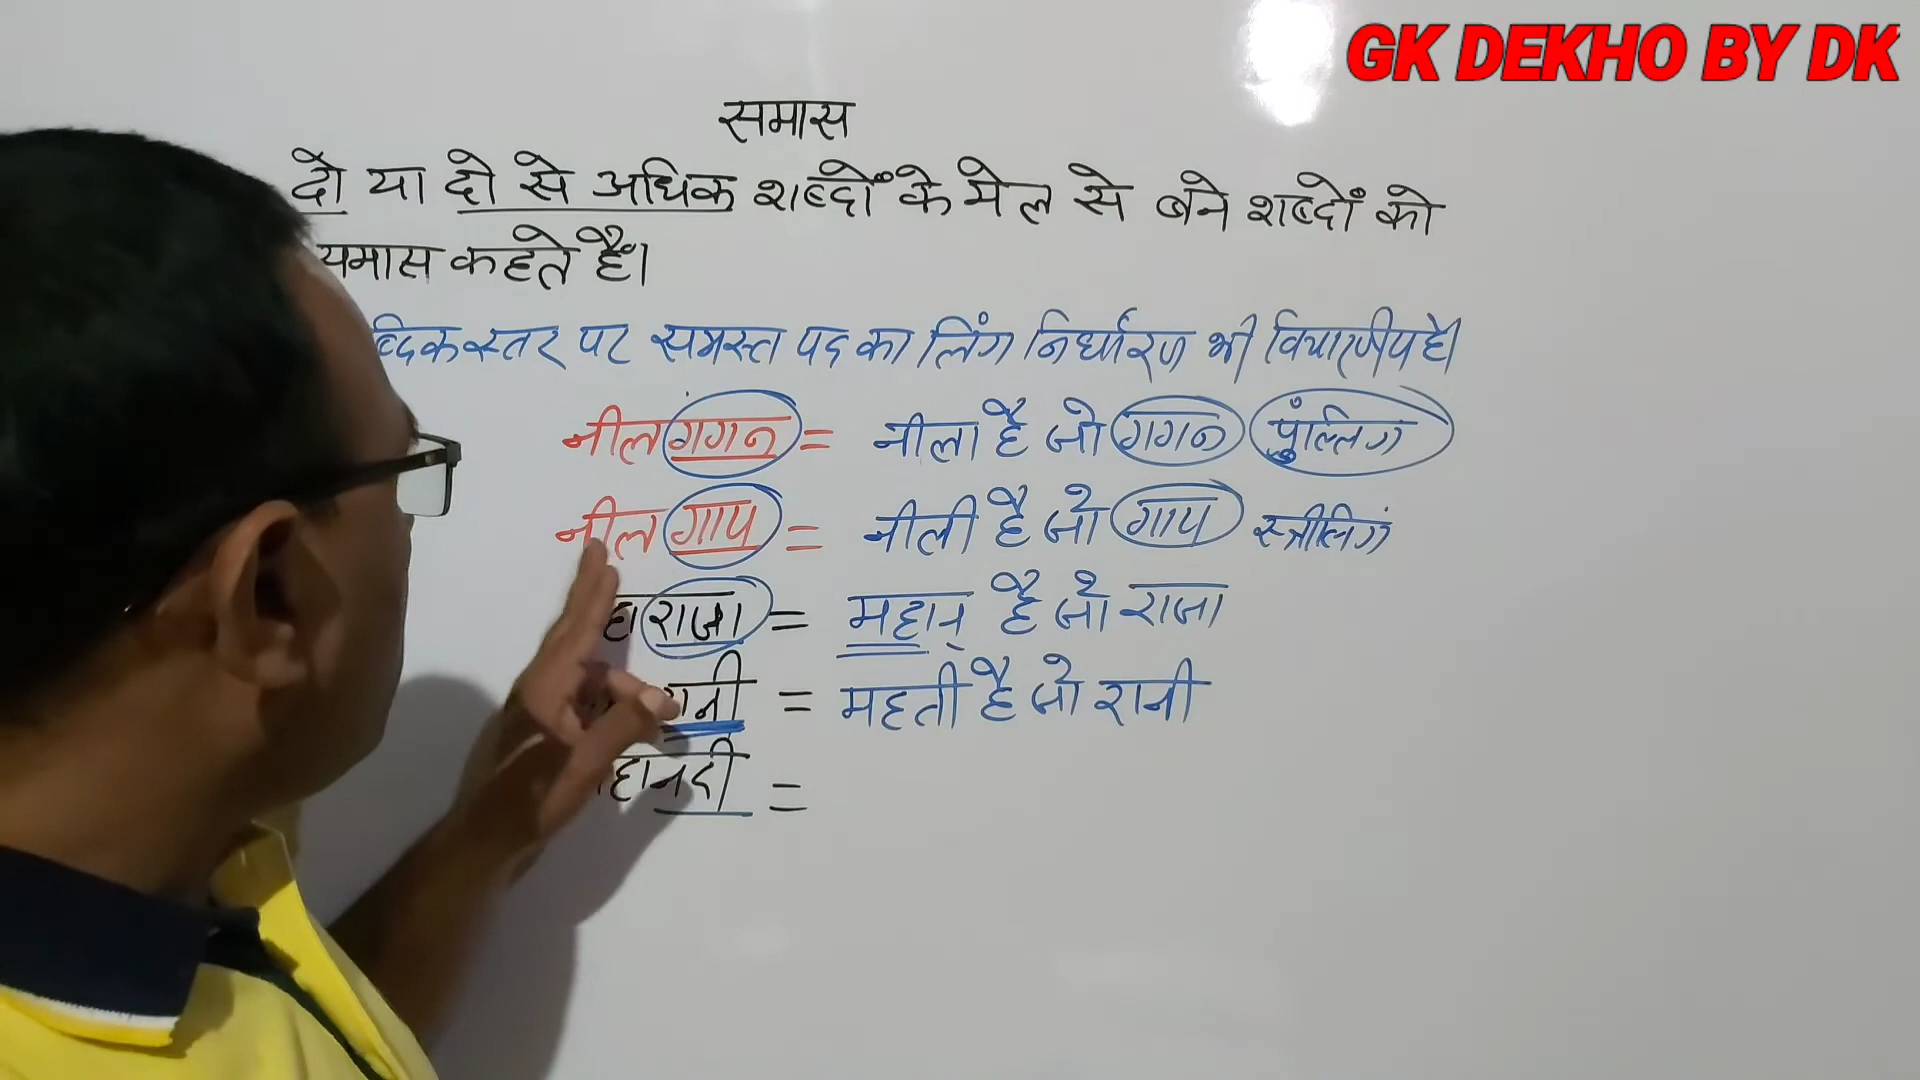 GK DEKHO BY DK
समास
दो या दो से अधिक शब्दों के मेल से बने शब्दों को
समास कहते हैं।
स्तर पर समस्त पद का लिंग निर्धारण भी
नीलगगन = नीला है जो गगन पुंल्लिग
नीलगाय = नीली है जो गाय स्त्रीलिगं
हाराजा = महान् है जो राजा
रानी = महती है जो रानी
हानदी =